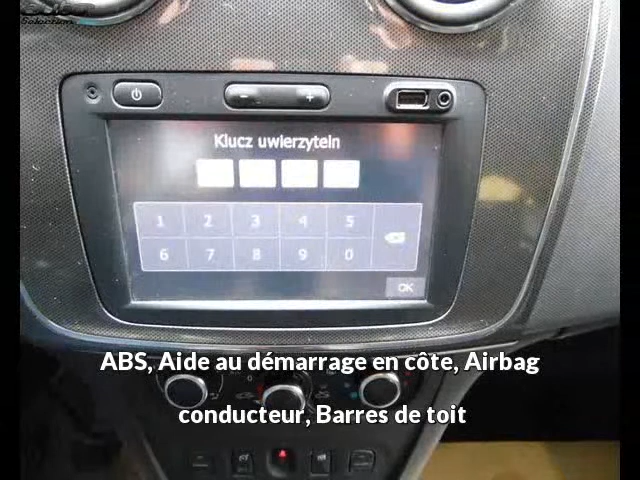 Selection
- +
Klucz uwierzyteln
1 2 3 4 5
6 7 8 9 0
OK
ABS, Aide au démarrage en côte, Airbag
conducteur, Barres de toit